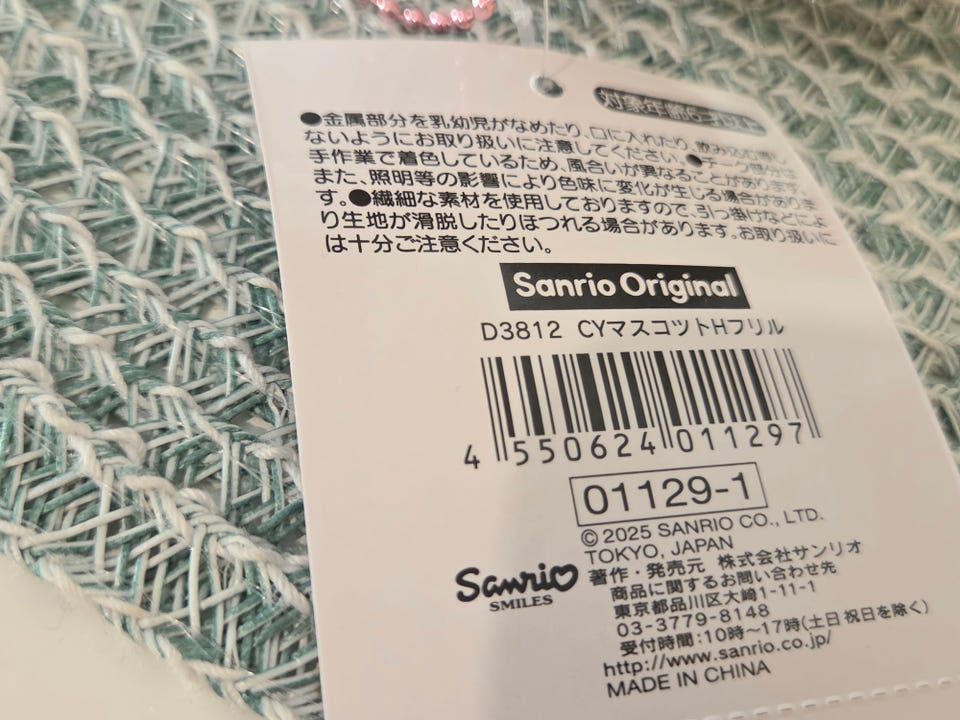 対象年齢6才以上
●金属部分を乳幼児がなめたり、口に入れたり、飲み込む等し
ないようにお取り扱いに注意してください。●チーク部分は
手作業で着色しているため、風合いが異なることがあります。
また、照明等の影響により色味に変化が生じる場合がありま
す。●繊細な素材を使用しておりますので、引っ掛けなどによ
り生地が滑脱したりほつれる場合があります。お取り扱いに
は十分ご注意ください。
Sanrio Original
D3812 CYマスコツトHフリル
4 550624 011297
01129-1
© 2025 SANRIO CO., LTD.
TOKYO, JAPAN
Sanrio
SMILES
著作・発売元 株式会社サンリオ
商品に関するお問い合わせ先
東京都品川区大崎1-11-1
03-3779-8148
受付時間:10時~17時(土日祝日を除く)
http://www.sanrio.co.jp/
MADE IN CHINA